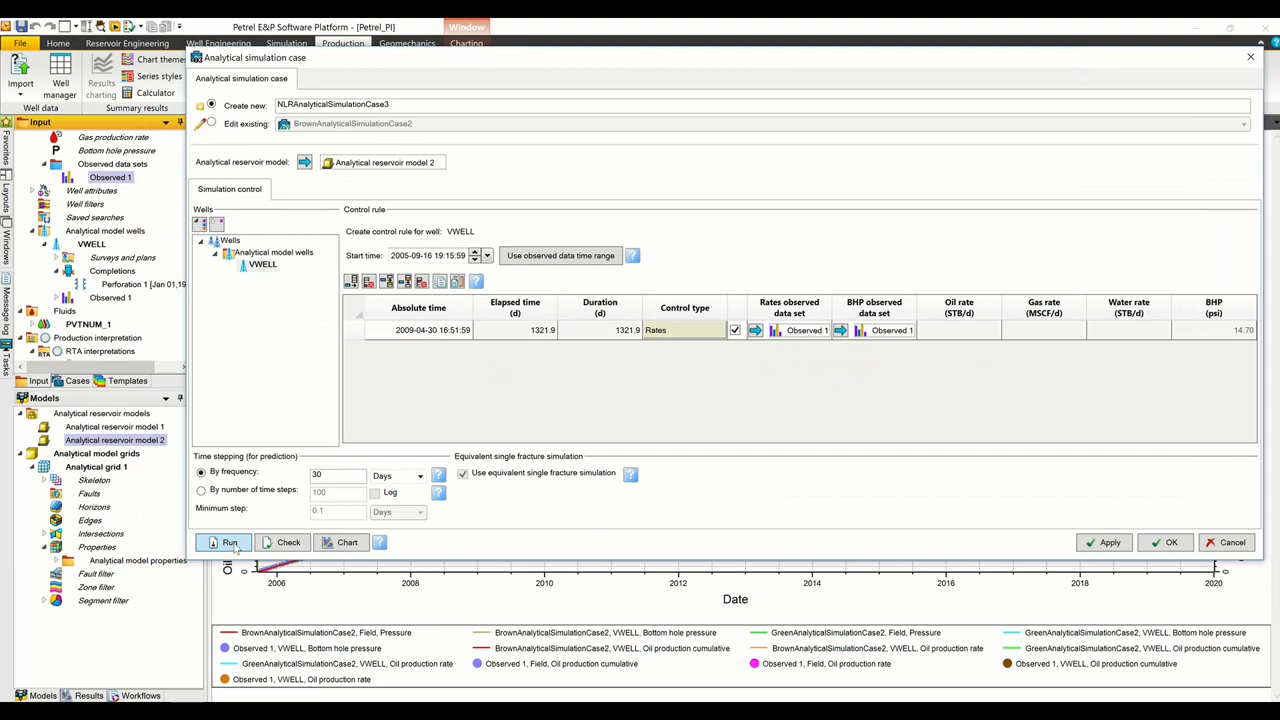 Petrel E&P Software Platform - [Petrel_PI]
Window
File Home Reservoir Engineering Well Engineering Simulation Production Geomechanics Charting
Import
Well manager
Results charting
Chart themes
Series styles
Calculator
Well data
Summary results
Input
Gas production rate
Bottom hole pressure
Observed data sets
Observed 1
Well attributes
Well filters
Saved searches
Analytical model wells
VWELL
Surveys and plans
Completions
Perforation 1 [Jan 01,19
Observed 1
Fluids
PVTNUM_1
Production interpretation
RTA interpretations
Input Cases Templates
Models
Analytical reservoir models
Analytical reservoir model 1
Analytical reservoir model 2
Analytical model grids
Analytical grid 1
Skeleton
Faults
Horizons
Edges
Intersections
Properties
Analytical model properties
Fault filter
Zone filter
Segment filter
Models Results Workflows
Favorites
Layouts
Windows
Message log
Tasks
Analytical simulation case
Analytical simulation case
Create new: NLRAnalyticalSimulationCase3
Edit existing: BrownAnalyticalSimulationCase2
Analytical reservoir model: Analytical reservoir model 2
Simulation control
Wells
Wells
Analytical model wells
VWELL
Control rule
Create control rule for well: VWELL
Start time: 2005-09-16 19:15:59 Use observed data time range
Absolute time Elapsed time (d) Duration (d) Control type Rates observed data set BHP observed data set Oil rate (STB/d) Gas rate (MSCF/d) Water rate (STB/d) BHP (psi)
2009-04-30 16:51:59 1321.9 1321.9 Rates Observed 1 Observed 1 14.70
Time stepping (for prediction)
By frequency: 30 Days
By number of time steps: 100 Log
Minimum step: 0.1 Days
Equivalent single fracture simulation
Use equivalent single fracture simulation
Run Check Chart Apply OK Cancel
Oil
0
0
2006 2008 2010 2012 2014 2016 2018 2020
Date
BrownAnalyticalSimulationCase2, Field, Pressure
BrownAnalyticalSimulationCase2, VWELL, Bottom hole pressure
GreenAnalyticalSimulationCase2, Field, Pressure
GreenAnalyticalSimulationCase2, VWELL, Bottom hole pressure
Observed 1, VWELL, Bottom hole pressure
BrownAnalyticalSimulationCase2, VWELL, Oil production cumulative
BrownAnalyticalSimulationCase2, VWELL, Oil production rate
GreenAnalyticalSimulationCase2, VWELL, Oil production cumulative
GreenAnalyticalSimulationCase2, VWELL, Oil production rate
Observed 1, Field, Oil production cumulative
Observed 1, Field, Oil production rate
Observed 1, VWELL, Oil production cumulative
Observed 1, VWELL, Oil production rate